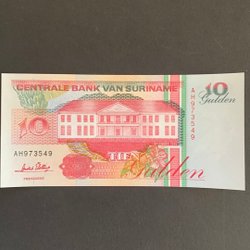 CENTRALE BANK VAN SURINAME
10
Gulden
AH973549
10
AH973549
TIEN
Gulden